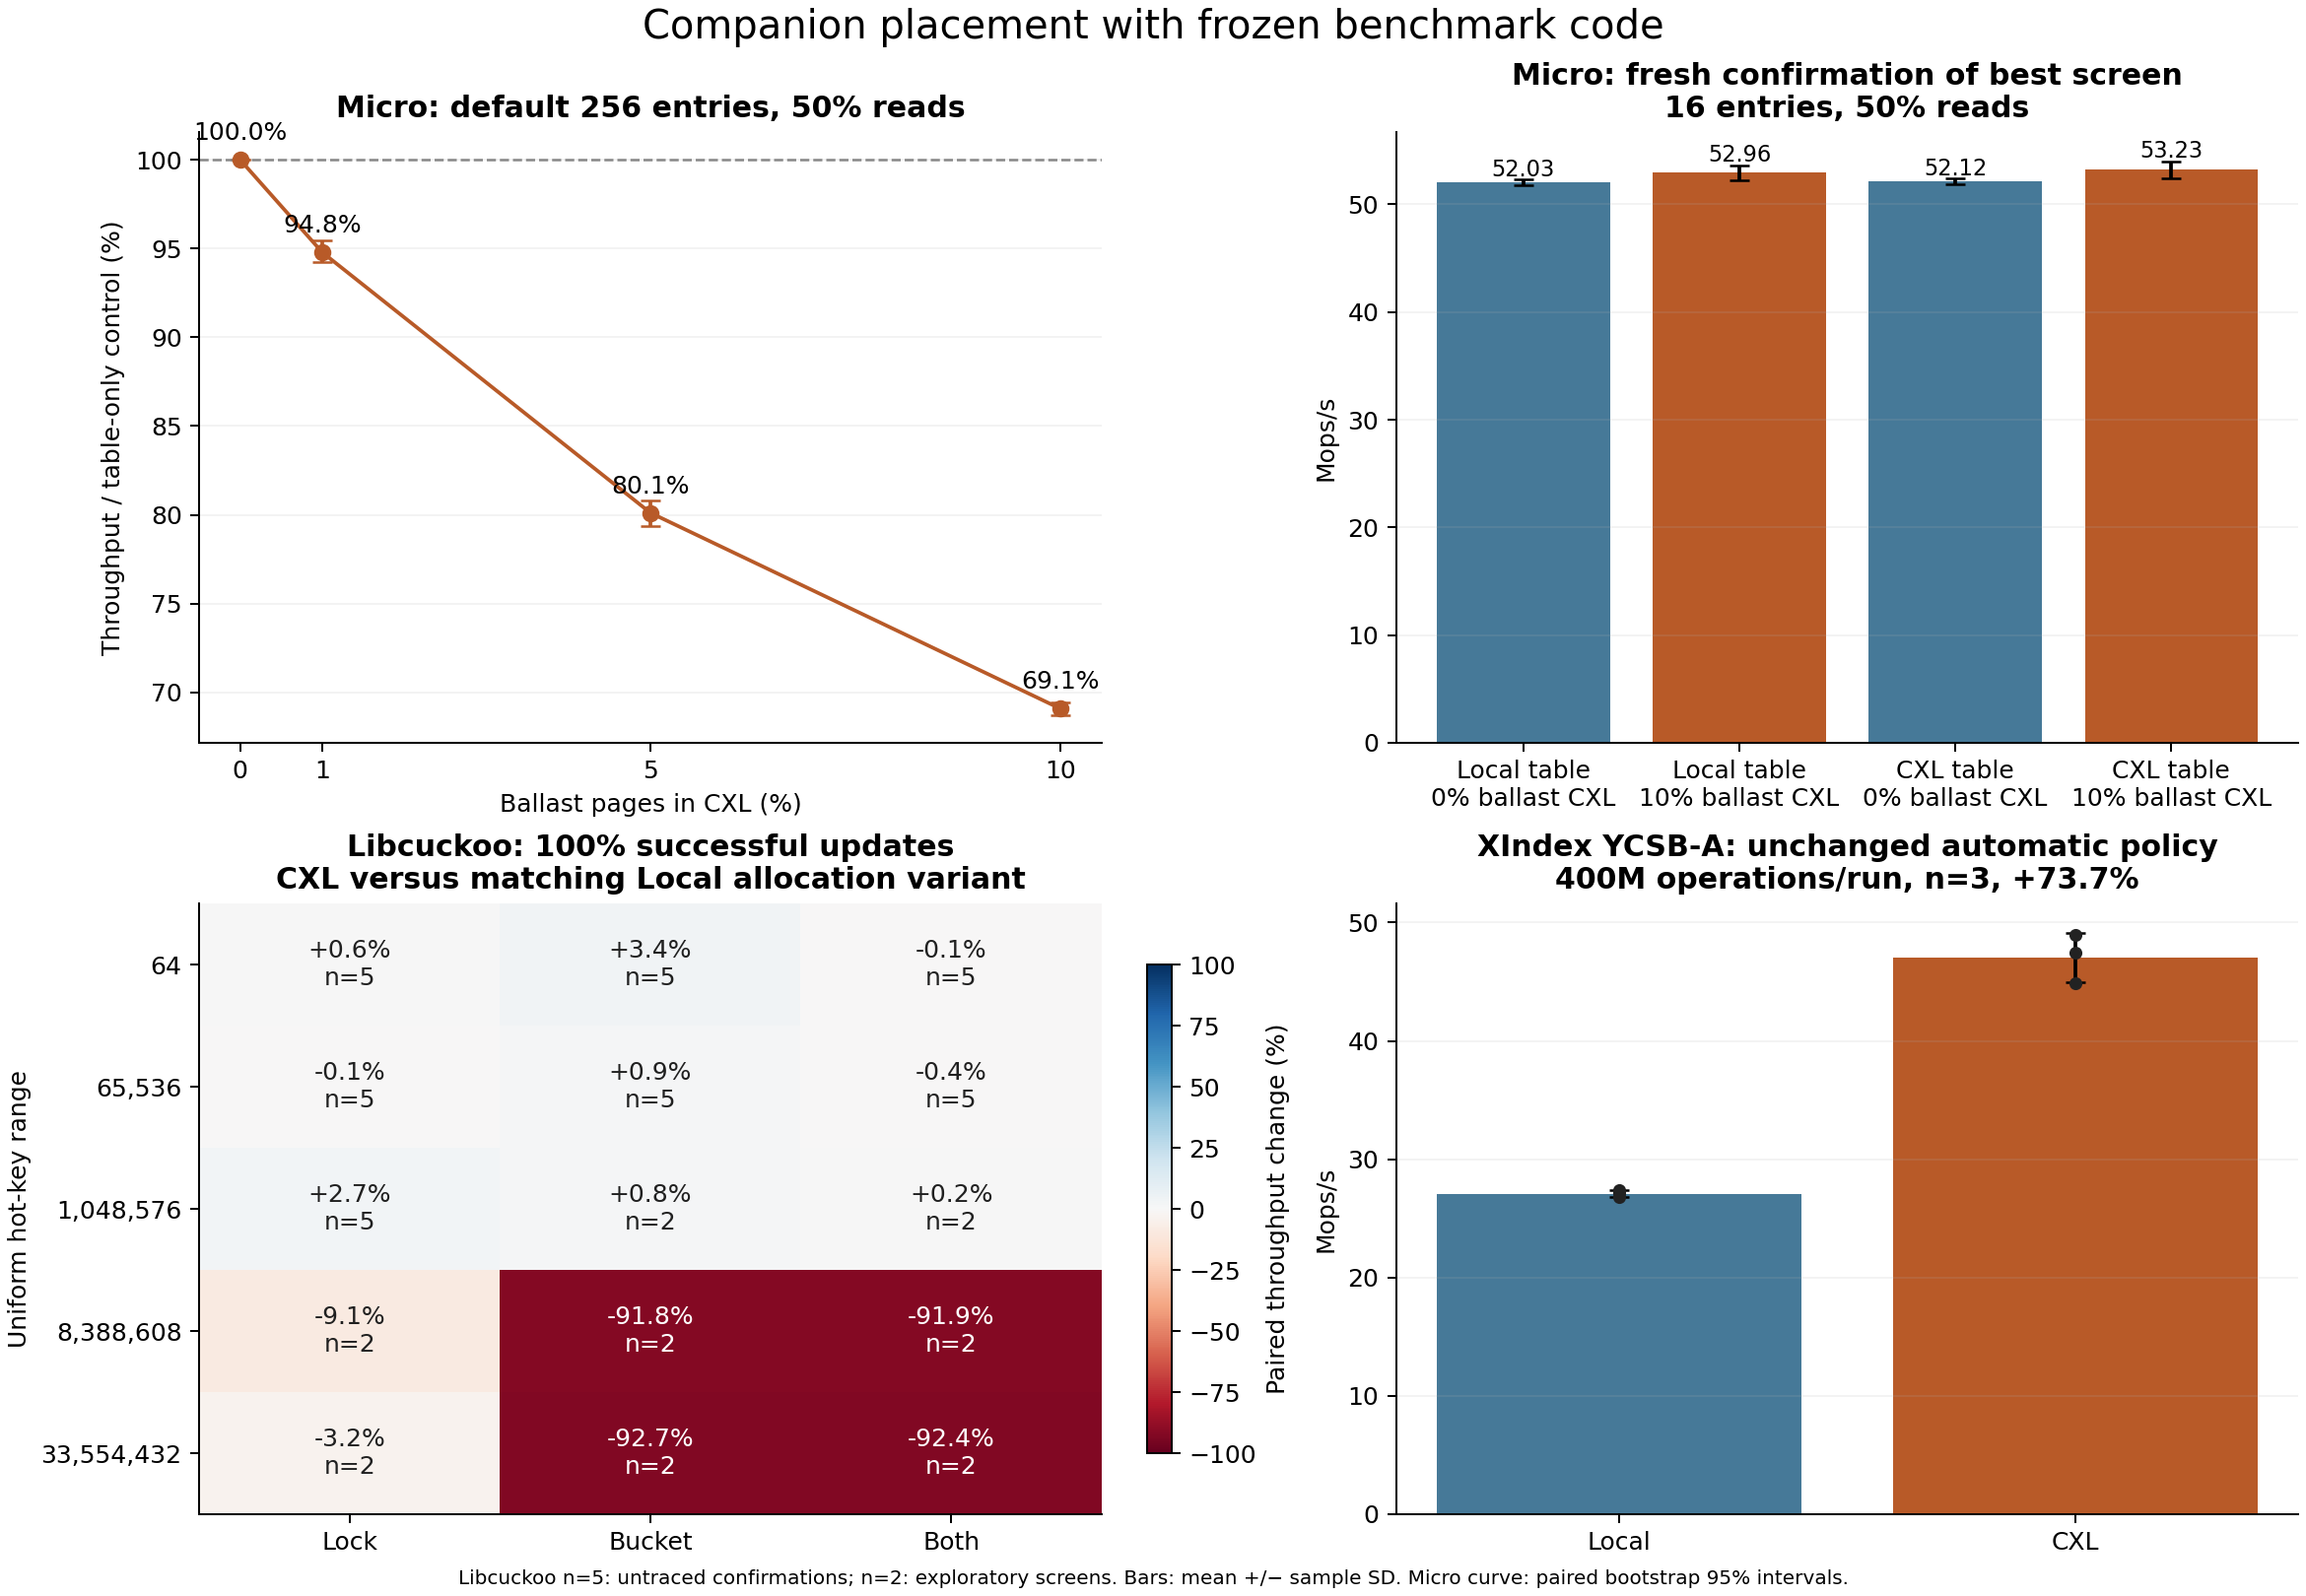 Companion placement with frozen benchmark code
Micro: default 256 entries, 50% reads
100.0%
94.8%
80.1%
69.1%
100
95
90
85
80
75
70
Throughput / table-only control (%)
0
1
5
10
Ballast pages in CXL (%)
Micro: fresh confirmation of best screen
16 entries, 50% reads
52.03
52.96
52.12
53.23
50
40
30
20
10
0
Mops/s
Local table
0% ballast CXL
Local table
10% ballast CXL
CXL table
0% ballast CXL
CXL table
10% ballast CXL
Libcuckoo: 100% successful updates
CXL versus matching Local allocation variant
Uniform hot-key range
64
+0.6%
n=5
+3.4%
n=5
-0.1%
n=5
65,536
-0.1%
n=5
+0.9%
n=5
-0.4%
n=5
1,048,576
+2.7%
n=5
+0.8%
n=2
+0.2%
n=2
8,388,608
-9.1%
n=2
-91.8%
n=2
-91.9%
n=2
33,554,432
-3.2%
n=2
-92.7%
n=2
-92.4%
n=2
Lock
Bucket
Both
100
75
50
25
0
−25
−50
−75
−100
Paired throughput change (%)
XIndex YCSB-A: unchanged automatic policy
400M operations/run, n=3, +73.7%
50
40
30
20
10
0
Mops/s
Local
CXL
Libcuckoo n=5: untraced confirmations; n=2: exploratory screens. Bars: mean +/− sample SD. Micro curve: paired bootstrap 95% intervals.